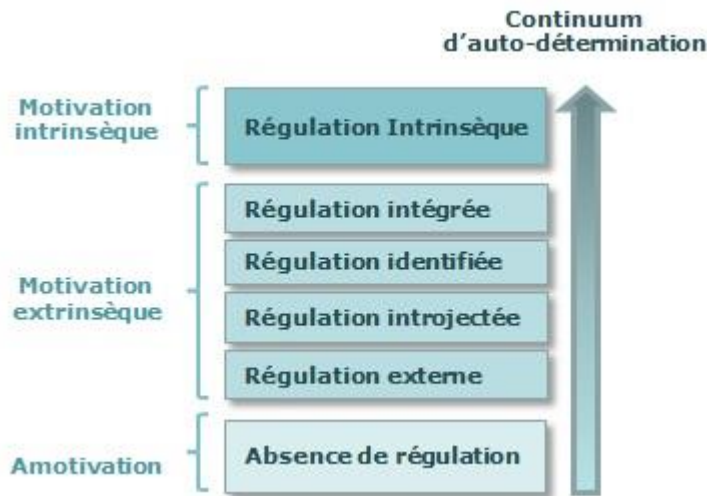 Continuum
d'auto-détermination
Motivation
intrinsèque
Régulation Intrinsèque
Motivation
extrinsèque
Régulation intégrée
Régulation identifiée
Régulation introjectée
Régulation externe
Amotivation
Absence de régulation